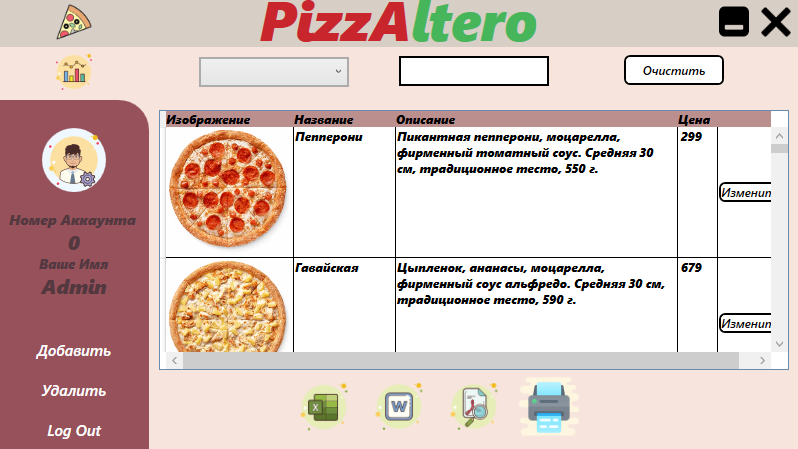 PizzAltero
Очистить
Изображение Название Описание Цена
Пепперони Пикантная пепперони, моцарелла, 299
фирменный томатный соус. Средняя 30
см, традиционное тесто, 550 г.
Изменит
Гавайская Цыпленок, ананасы, моцарелла, 679
фирменный соус альфредо. Средняя 30 см,
традиционное тесто, 590 г.
Изменит
Номер Аккаунта
0
Ваше Имя
Admin
Добавить
Удалить
Log Out
X
W